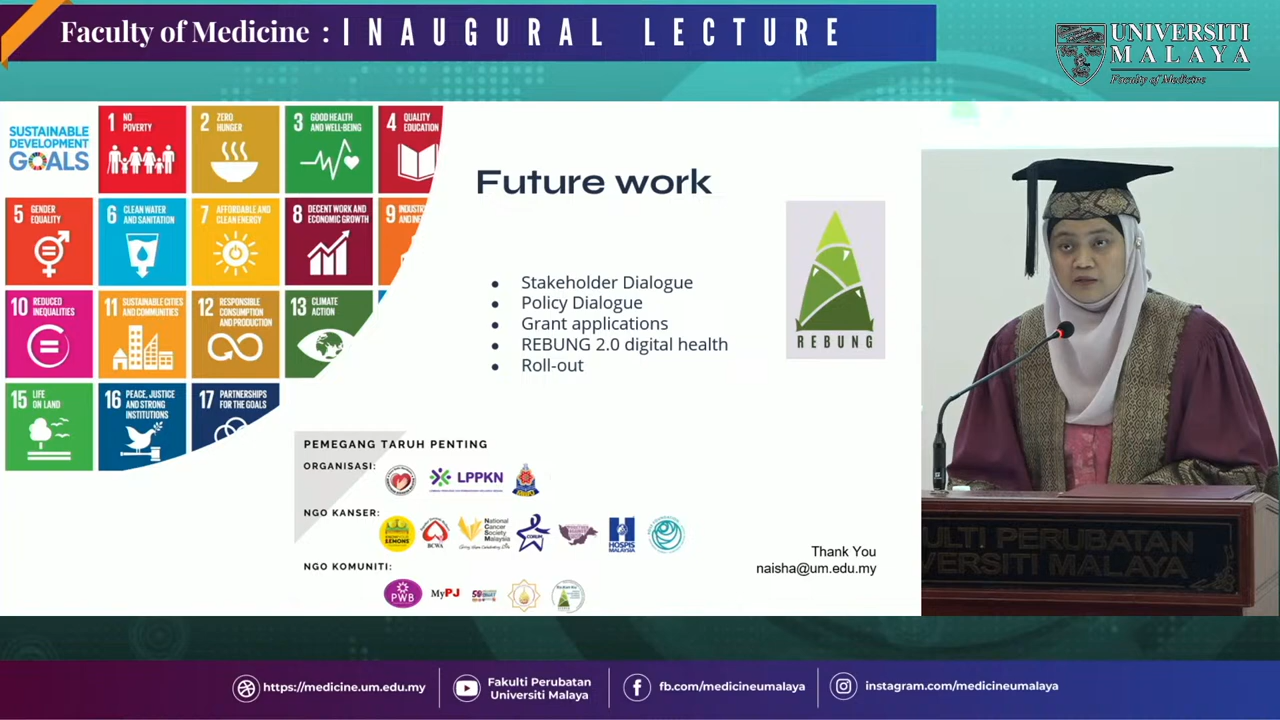 Faculty of Medicine : INAUGURAL LECTURE
UNIVERSITI
MALAYA
Faculty of Medicine
SUSTAINABLE
DEVELOPMENT
GOALS
1 NO
POVERTY
2 ZERO
HUNGER
3 GOOD HEALTH
AND WELL-BEING
4 QUALITY
EDUCATION
5 GENDER
EQUALITY
6 CLEAN WATER
AND SANITATION
7 AFFORDABLE AND
CLEAN ENERGY
8 DECENT WORK AND
ECONOMIC GROWTH
9 INDUSTR
AND IN
10 REDUCED
INEQUALITIES
11 SUSTAINABLE CITIES
AND COMMUNITIES
12 RESPONSIBLE
CONSUMPTION
AND PRODUCTION
13 CLIMATE
ACTION
15 LIFE
ON LAND
16 PEACE, JUSTICE
AND STRONG
INSTITUTIONS
17 PARTNERSHIPS
FOR THE GOALS
Future work
• Stakeholder Dialogue
• Policy Dialogue
• Grant applications
• REBUNG 2.0 digital health
• Roll-out
REBUNG
PEMEGANG TARUH PENTING
ORGANISASI:
LPPKN
NGO KANSER:
LEMONS
BCWA
National
Cancer
Society
Malaysia
HOSPIS
MALAYSIA
NGO KOMUNITI:
PWB
MyPJ
Thank You
naisha@um.edu.my
ULTI PERUBATAN
VERSITI MALAYA
https://medicine.um.edu.my
Fakulti Perubatan
Universiti Malaya
fb.com/medicineumalaya
instagram.com/medicineumalaya